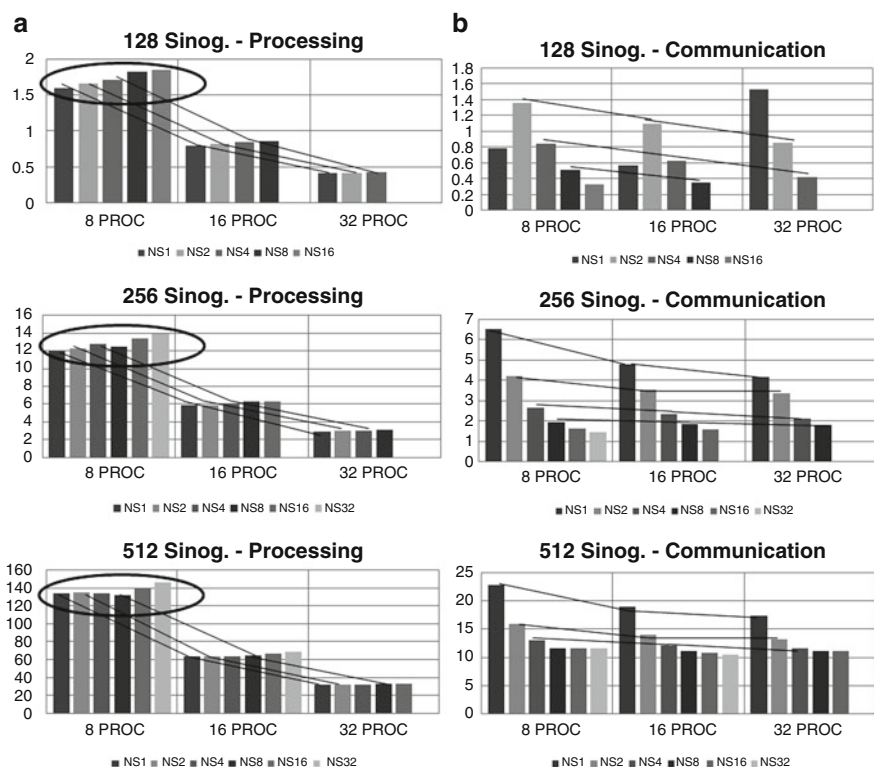 a
128 Sinog. - Processing
2
1.5
1
0.5
0
8 PROC 16 PROC 32 PROC
NS1 NS2 NS4 NS8 NS16
256 Sinog. - Processing
16
14
12
10
8
6
4
2
0
8 PROC 16 PROC 32 PROC
NS1 NS2 NS4 NS8 NS16 NS32
512 Sinog. - Processing
160
140
120
100
80
60
40
20
0
8 PROC 16 PROC 32 PROC
NS1 NS2 NS4 NS8 NS16 NS32
b
128 Sinog. - Communication
1.8
1.6
1.4
1.2
1
0.8
0.6
0.4
0.2
0
8 PROC 16 PROC 32 PROC
NS1 NS2 NS4 NS8 NS16
256 Sinog. - Communication
7
6
5
4
3
2
1
0
8 PROC 16 PROC 32 PROC
NS1 NS2 NS4 NS8 NS16 NS32
512 Sinog. - Communication
25
20
15
10
5
0
8 PROC 16 PROC 32 PROC
NS1 NS2 NS4 NS8 NS16 NS32